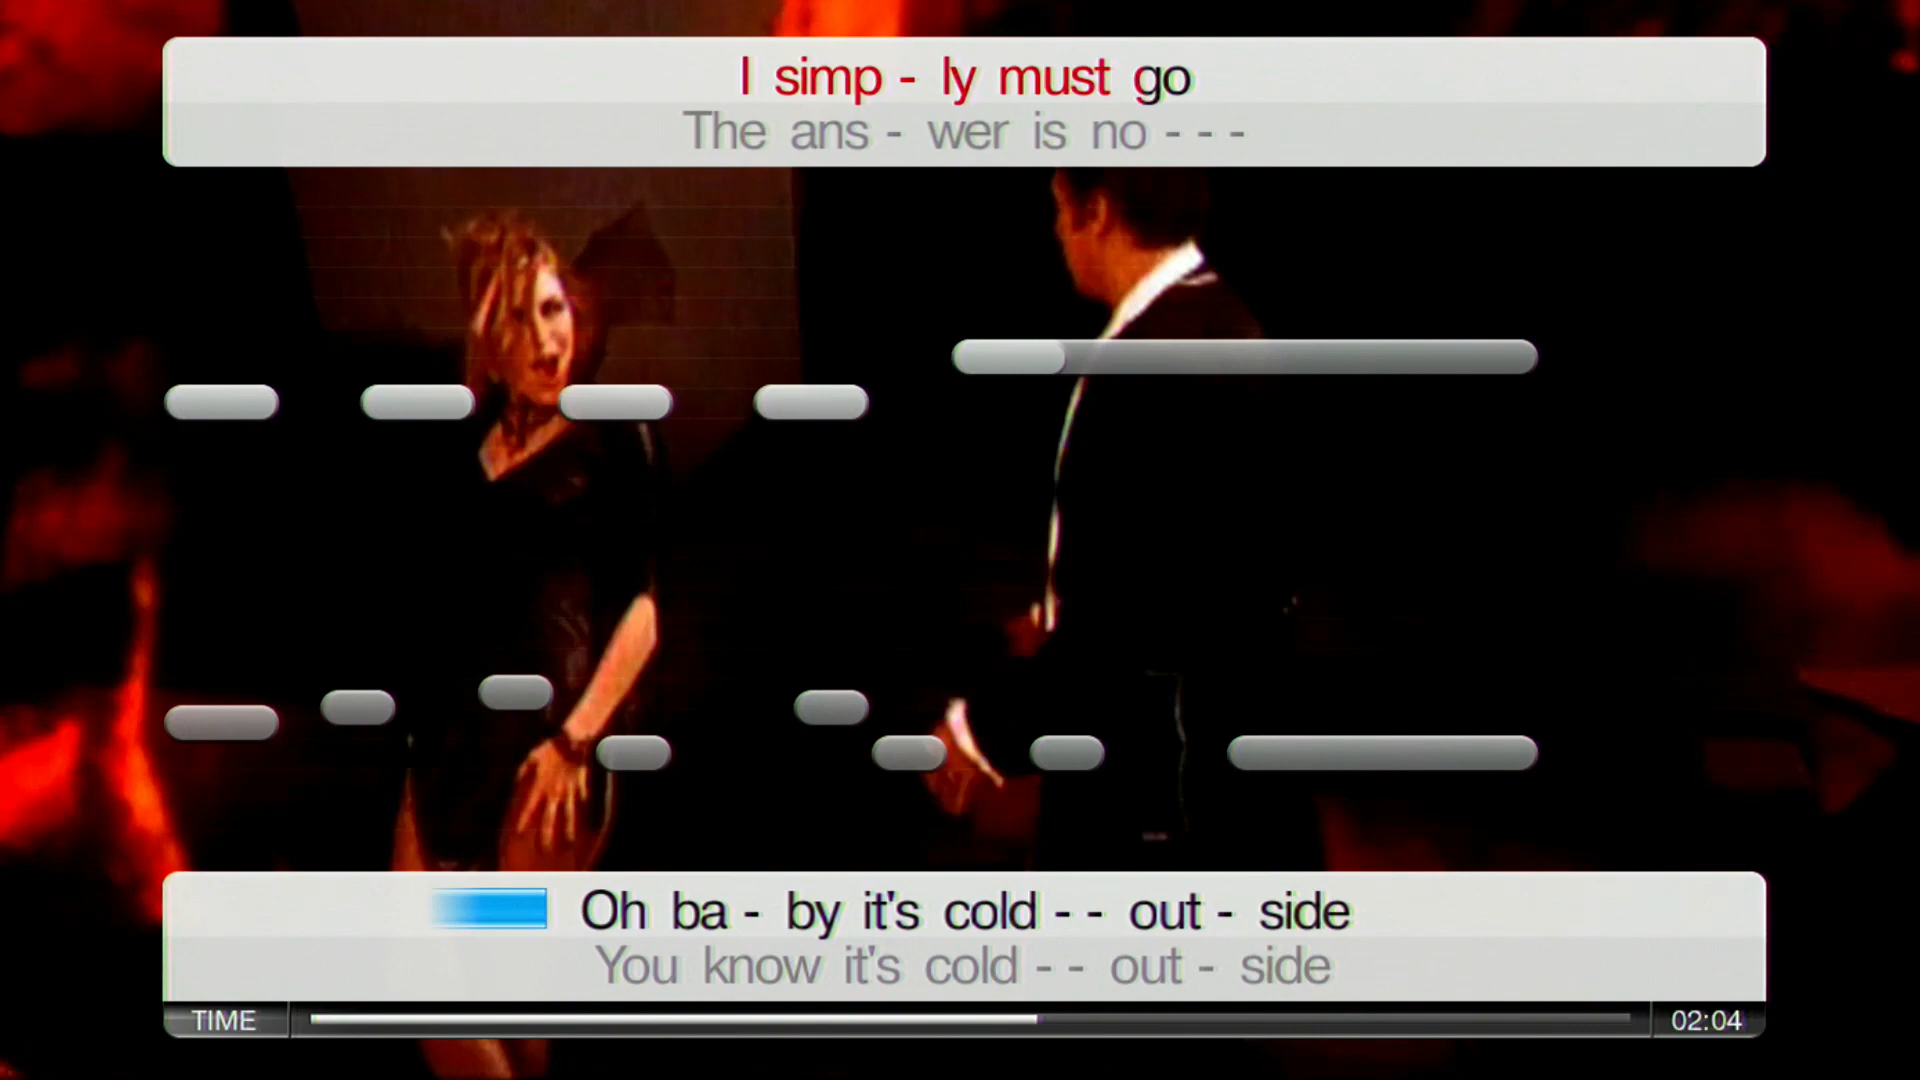 I simp - ly must go
The ans - wer is no - - -
Oh ba - by it's cold - - out - side
You know it's cold - - out - side
TIME
02:04